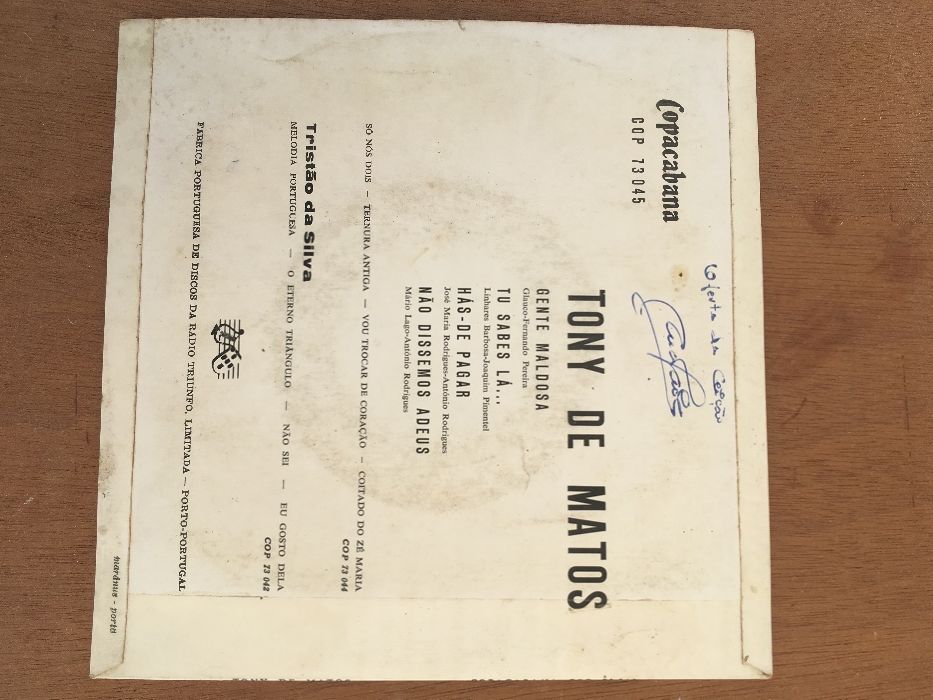 Oferta da
Copacabana
COP 73 045
TONY DE MATOS
GENTE MALDOSA
Glauco-Fernando Pereira
TU SABES LÁ...
Linhares Barbosa-Joaquim Pimentel
HÁS-DE PAGAR
José Maria Rodrigues-António Rodrigues
NÃO DISSEMOS ADEUS
Mário Lago-António Rodrigues
SÓ NÓS DOIS — TERNURA ANTIGA — VOU TROCAR DE CORAÇÃO — COITADO DO ZÉ MARIA
COP 73 044
Tristão da Silva
MELODIA PORTUGUESA — O ETERNO TRIÂNGULO — NÃO SEI — EU GOSTO DELA
COP 73 042
FÁBRICA PORTUGUESA DE DISCOS DA RÁDIO TRIUNFO, LIMITADA — PORTO-PORTUGAL
marânus - porto